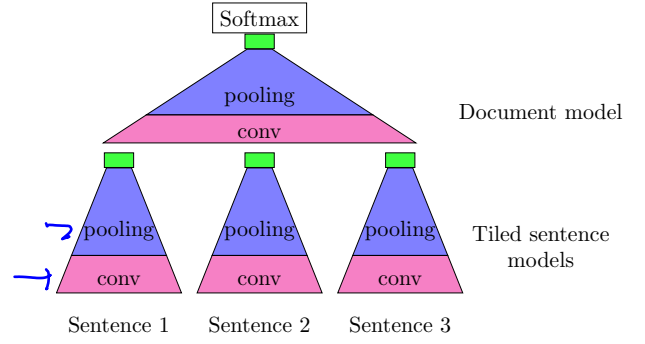 Softmax
pooling
conv
Document model
pooling pooling pooling
conv conv conv
Tiled sentence
models
Sentence 1 Sentence 2 Sentence 3